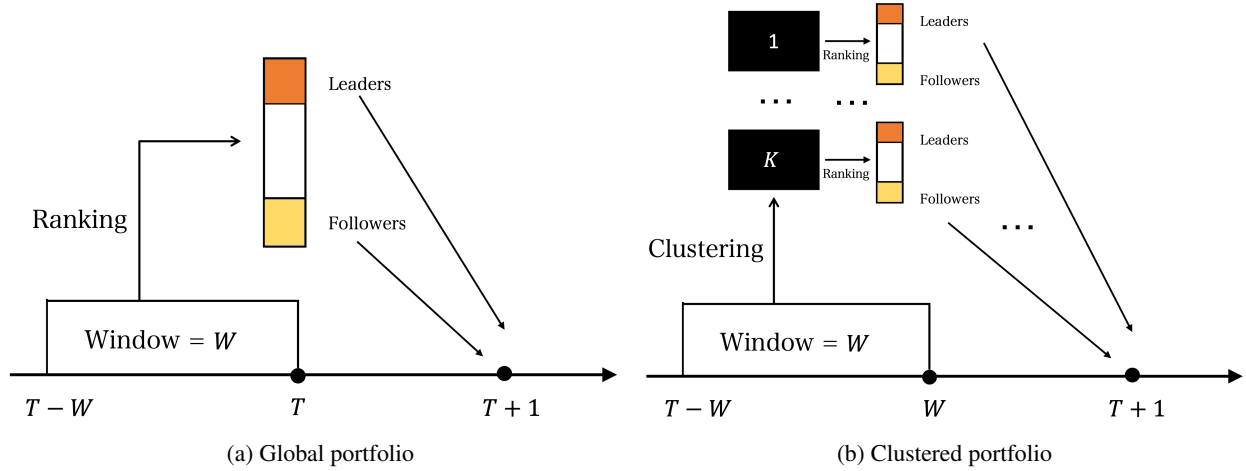 Leaders
Ranking
Followers
Window = W
T − W
T
T + 1
(a) Global portfolio
1
Ranking
Leaders
Followers
... ...
K
Ranking
Leaders
Followers
...
Clustering
Window = W
T − W
W
T + 1
(b) Clustered portfolio